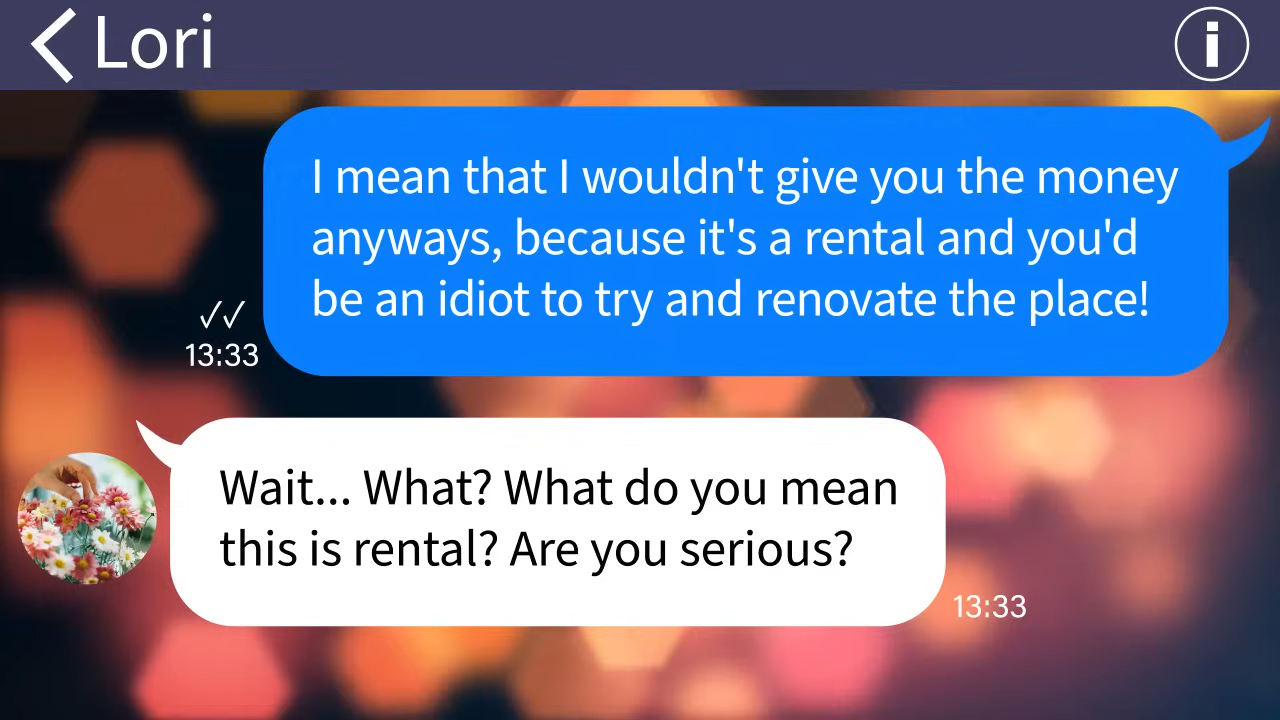 Lori
I mean that I wouldn't give you the money
anyways, because it's a rental and you'd
be an idiot to try and renovate the place!
13:33
Wait... What? What do you mean
this is rental? Are you serious?
13:33